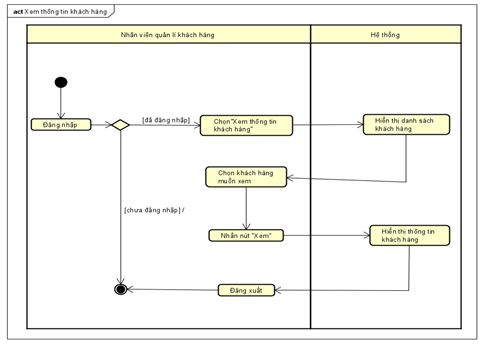 act Xem thông tin khách hàng
Nhân viên quản lí khách hàng
Hệ thống
Đăng nhập
[đã đăng nhập]
Chọn"Xem thông tin
khách hàng"
Hiển thị danh sách
khách hàng
Chọn khách hàng
muốn xem
[chưa đăng nhập] /
Nhấn nút "Xem"
Hiển thị thông tin
khách hàng
Đăng xuất